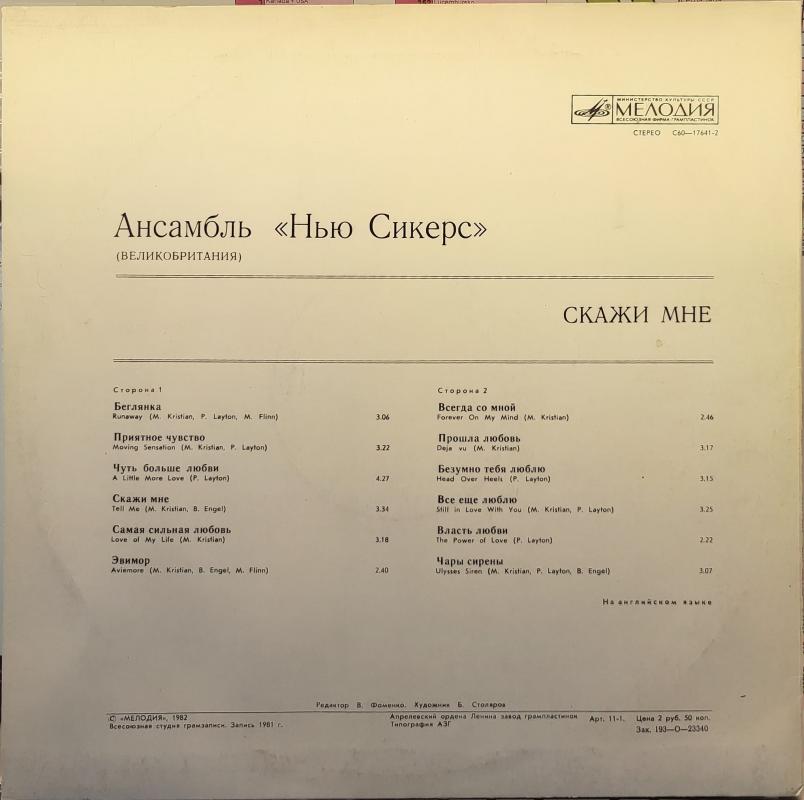 Kanada + USA
МИНИСТЕРСТВО КУЛЬТУРЫ СССР
МЕЛОДИЯ
ВСЕСОЮЗНАЯ ФИРМА ГРАМПЛАСТИНОК
СТЕРЕО С60—17641-2
Ансамбль «Нью Сикерс»
(ВЕЛИКОБРИТАНИЯ)
СКАЖИ МНЕ
Сторона 1
Беглянка
Runaway (M. Kristian, P. Layton, M. Flinn) 3.06
Приятное чувство
Moving Sensation (M. Kristian, P. Layton) 3.22
Чуть больше любви
A Little More Love (P. Layton) 4.27
Скажи мне
Tell Me (M. Kristian, B. Engel) 3.34
Самая сильная любовь
Love of My Life (M. Kristian) 3.18
Эвимор
Aviemore (M. Kristian, B. Engel, M. Flinn) 2.40
Сторона 2
Всегда со мной
Forever On My Mind (M. Kristian) 2.46
Прошла любовь
Deja vu (M. Kristian) 3.17
Безумно тебя люблю
Head Over Heels (P. Layton) 3.15
Все еще люблю
Still in Love With You (M. Kristian, P. Layton) 3.25
Власть любви
The Power of Love (P. Layton) 2.22
Чары сирены
Ulysses Siren (M. Kristian, P. Layton, B. Engel) 3.07
На английском языке
Редактор В. Фоменко. Художник Б. Столяров
© «МЕЛОДИЯ», 1982
Всесоюзная студия грамзаписи. Запись 1981 г.
Апрелевский ордена Ленина завод грампластинок
Типография АЗГ
Арт. 11-1. Цена 2 руб. 50 коп.
Зак. 193—О—23340